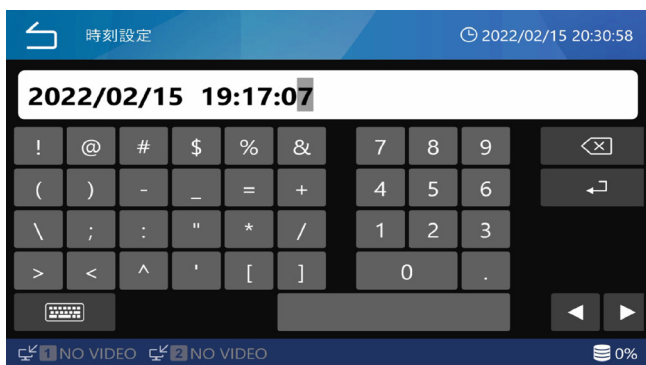 時刻設定 2022/02/15 20:30:58
2022/02/15 19:17:07
! @ # $ % & 7 8 9
( ) - _ = + 4 5 6
\ ; : " * / 1 2 3
> < ^ ' [ ] 0 .
1 NO VIDEO 2 NO VIDEO 0%